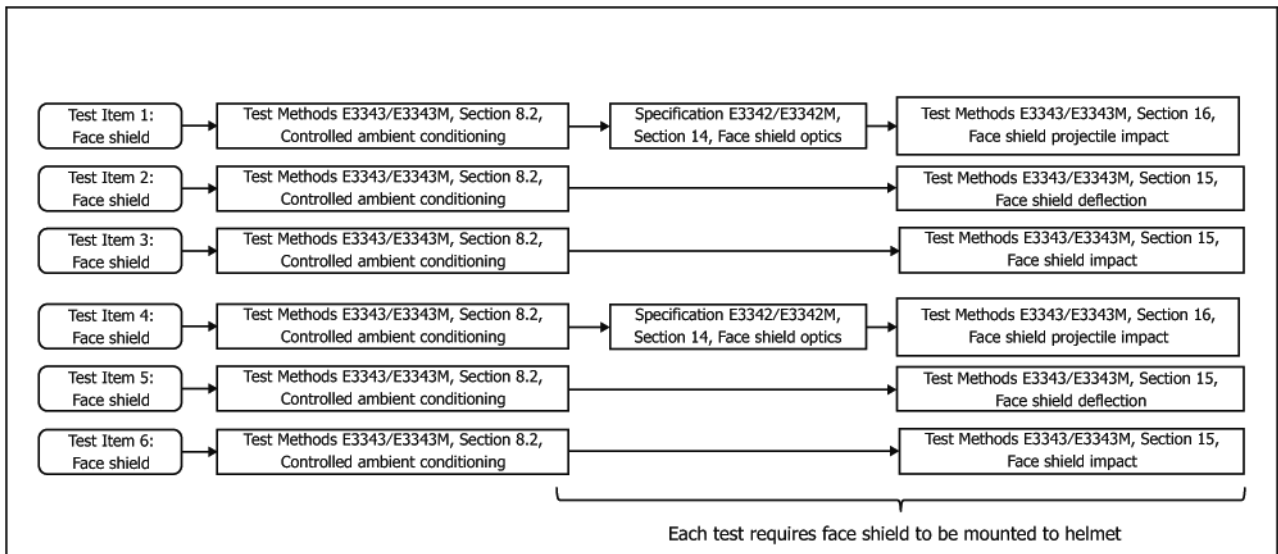 Test Item 1:
Face shield
Test Methods E3343/E3343M, Section 8.2,
Controlled ambient conditioning
Specification E3342/E3342M,
Section 14, Face shield optics
Test Methods E3343/E3343M, Section 16,
Face shield projectile impact
Test Item 2:
Face shield
Test Methods E3343/E3343M, Section 8.2,
Controlled ambient conditioning
Test Methods E3343/E3343M, Section 15,
Face shield deflection
Test Item 3:
Face shield
Test Methods E3343/E3343M, Section 8.2,
Controlled ambient conditioning
Test Methods E3343/E3343M, Section 15,
Face shield impact
Test Item 4:
Face shield
Test Methods E3343/E3343M, Section 8.2,
Controlled ambient conditioning
Specification E3342/E3342M,
Section 14, Face shield optics
Test Methods E3343/E3343M, Section 16,
Face shield projectile impact
Test Item 5:
Face shield
Test Methods E3343/E3343M, Section 8.2,
Controlled ambient conditioning
Test Methods E3343/E3343M, Section 15,
Face shield deflection
Test Item 6:
Face shield
Test Methods E3343/E3343M, Section 8.2,
Controlled ambient conditioning
Test Methods E3343/E3343M, Section 15,
Face shield impact
Each test requires face shield to be mounted to helmet